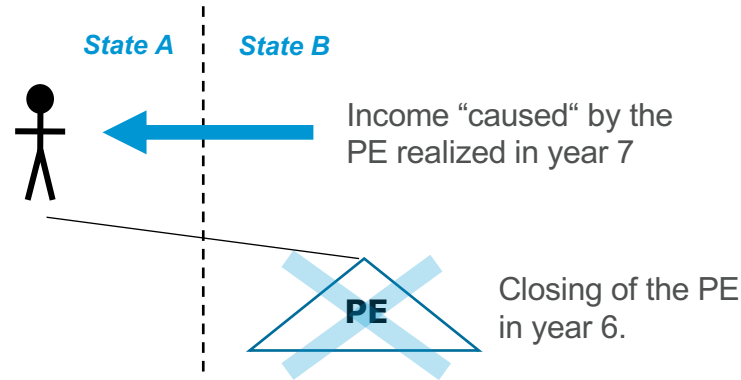 State A
State B
Income “caused“ by the
PE realized in year 7
PE
Closing of the PE
in year 6.